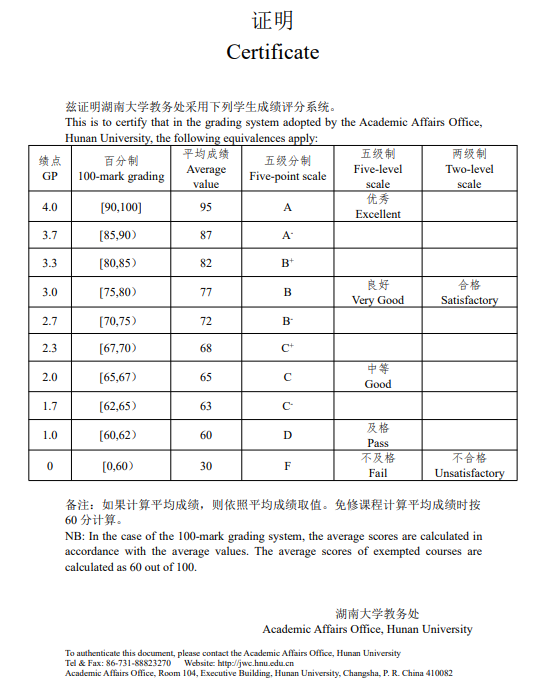 证明
Certificate
兹证明湖南大学教务处采用下列学生成绩评分系统。
This is to certify that in the grading system adopted by the Academic Affairs Office,
Hunan University, the following equivalences apply:
绩点 GP 百分制 100-mark grading 平均成绩 Average value 五级分制 Five-point scale 五级制 Five-level scale 两级制 Two-level scale
4.0 [90,100] 95 A 优秀 Excellent
3.7 [85,90） 87 A-
3.3 [80,85） 82 B+
3.0 [75,80） 77 B 良好 Very Good 合格 Satisfactory
2.7 [70,75） 72 B-
2.3 [67,70） 68 C+
2.0 [65,67） 65 C 中等 Good
1.7 [62,65） 63 C-
1.0 [60,62） 60 D 及格 Pass
0 [0,60） 30 F 不及格 Fail 不合格 Unsatisfactory
备注：如果计算平均成绩，则依照平均成绩取值。免修课程计算平均成绩时按
60 分计算。
NB: In the case of the 100-mark grading system, the average scores are calculated in
accordance with the average values. The average scores of exempted courses are
calculated as 60 out of 100.
湖南大学教务处
Academic Affairs Office, Hunan University
To authenticate this document, please contact the Academic Affairs Office, Hunan University
Tel & Fax: 86-731-88823270 Website: http://jwc.hnu.edu.cn
Academic Affairs Office, Room 104, Executive Building, Hunan University, Changsha, P. R. China 410082